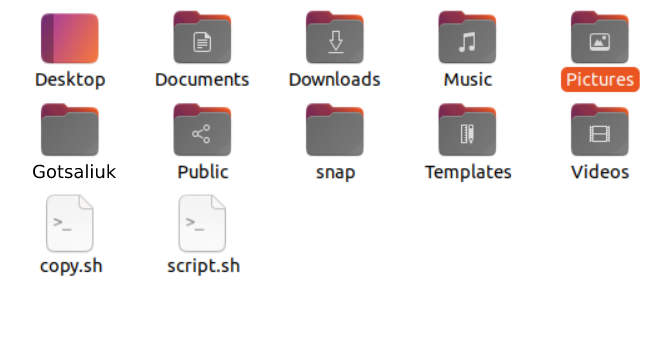 Desktop Documents Downloads Music Pictures
Gotsaliuk Public snap Templates Videos
>_ >_
copy.sh script.sh